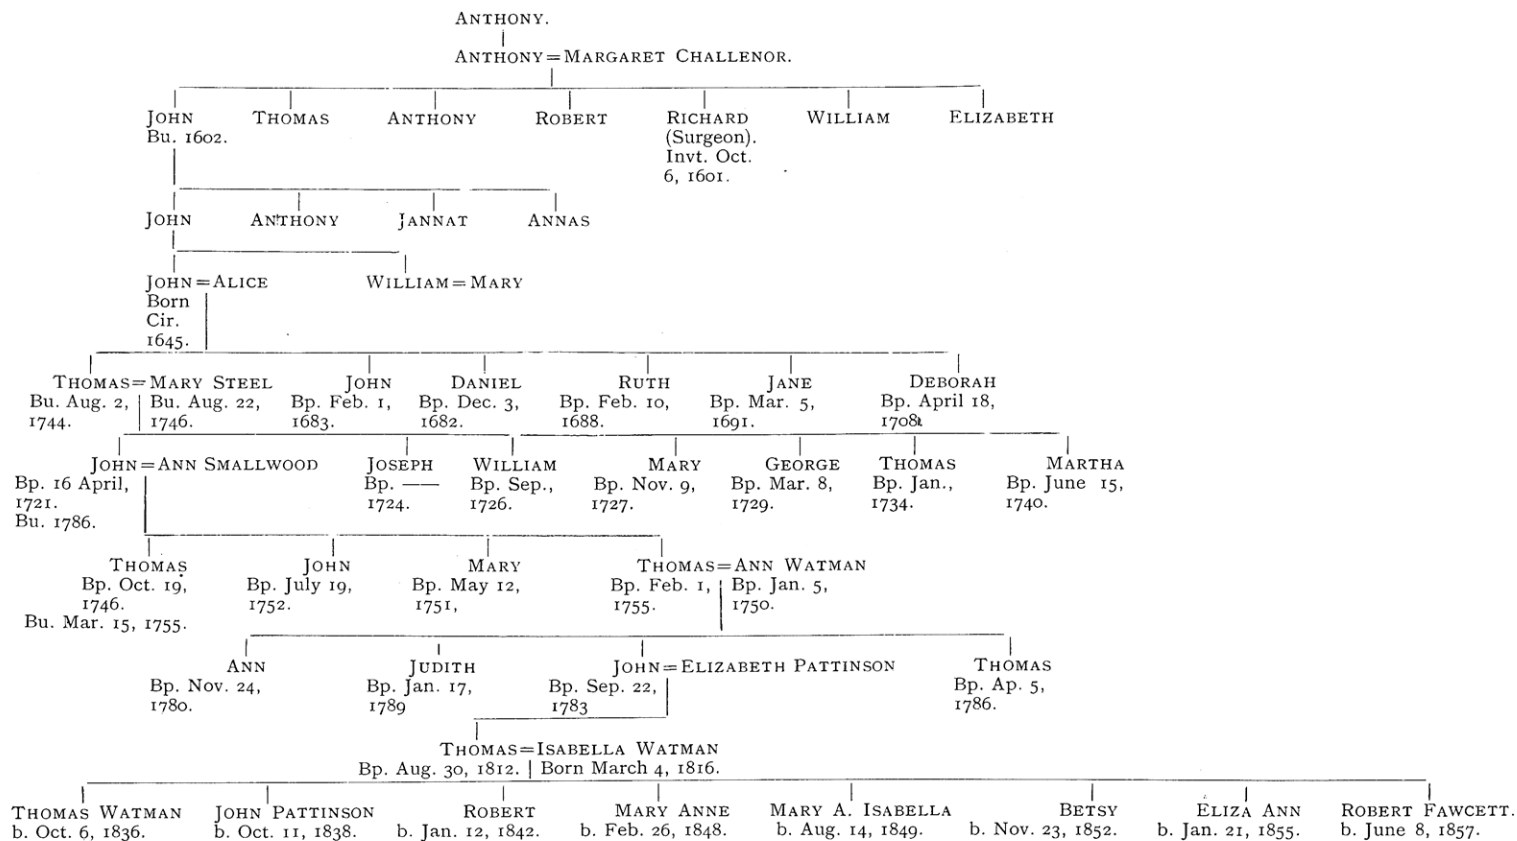 ANTHONY.
ANTHONY=MARGARET CHALLENOR.
JOHN THOMAS ANTHONY ROBERT RICHARD WILLIAM ELIZABETH
Bu. 1602. (Surgeon).
Invt. Oct.
6, 1601.
JOHN ANTHONY JANNAT ANNAS
JOHN=ALICE WILLIAM=MARY
Born
Cir.
1645.
THOMAS=MARY STEEL JOHN DANIEL RUTH JANE DEBORAH
Bu. Aug. 2, Bu. Aug. 22, Bp. Feb. 1, Bp. Dec. 3, Bp. Feb. 10, Bp. Mar. 5, Bp. April 18,
1744. 1746. 1683. 1682. 1688. 1691. 1708.
JOHN=ANN SMALLWOOD JOSEPH WILLIAM MARY GEORGE THOMAS MARTHA
Bp. 16 April, Bp. —— Bp. Sep., Bp. Nov. 9, Bp. Mar. 8, Bp. Jan., Bp. June 15,
1721. 1724. 1726. 1727. 1729. 1734. 1740.
Bu. 1786.
THOMAS JOHN MARY THOMAS=ANN WATMAN
Bp. Oct. 19, Bp. July 19, Bp. May 12, Bp. Feb. 1, Bp. Jan. 5,
1746. 1752. 1751, 1755. 1750.
Bu. Mar. 15, 1755.
ANN JUDITH JOHN=ELIZABETH PATTINSON THOMAS
Bp. Nov. 24, Bp. Jan. 17, Bp. Sep. 22, Bp. Ap. 5,
1780. 1789 1783 1786.
THOMAS=ISABELLA WATMAN
Bp. Aug. 30, 1812. Born March 4, 1816.
THOMAS WATMAN JOHN PATTINSON ROBERT MARY ANNE MARY A. ISABELLA BETSY ELIZA ANN ROBERT FAWCETT.
b. Oct. 6, 1836. b. Oct. 11, 1838. b. Jan. 12, 1842. b. Feb. 26, 1848. b. Aug. 14, 1849. b. Nov. 23, 1852. b. Jan. 21, 1855. b. June 8, 1857.